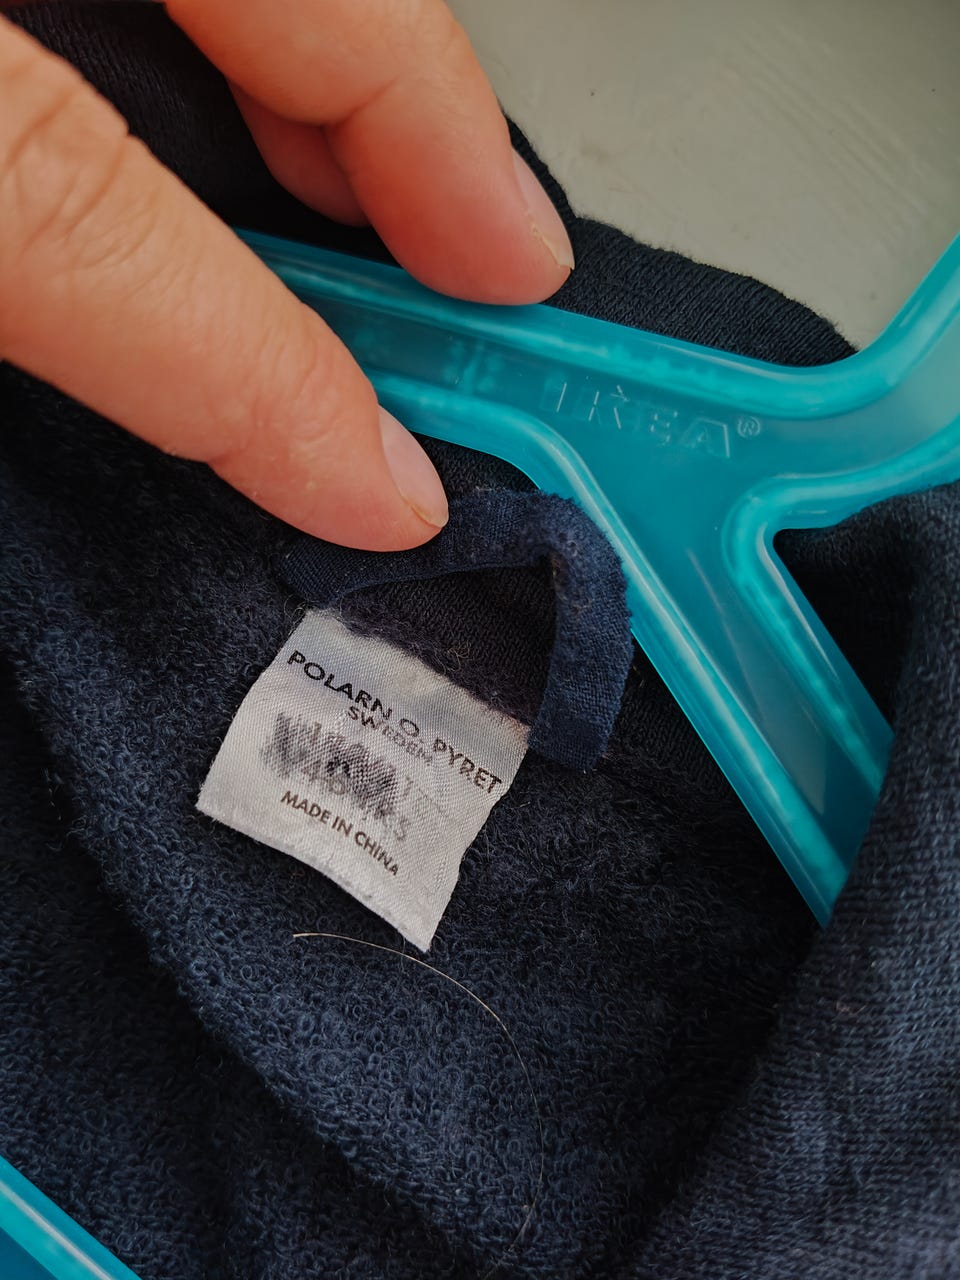 IKEA®
POLARN O. PYRET
SWEDEN
MADE IN CHINA